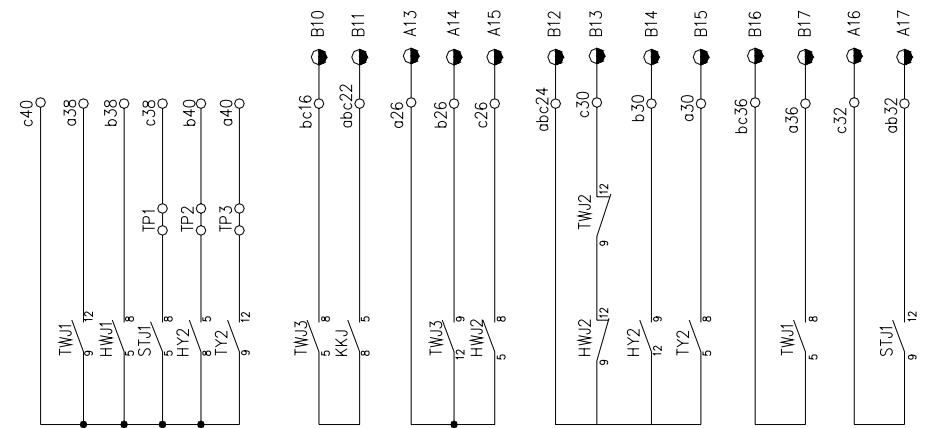 B10 B11 A13 A14 A15 B12 B13 B14 B15 B16 B17 A16 A17
c40 a38 b38 c38 b40 a40 bc16 abc22 a26 b26 c26 abc24 c30 b30 a30 bc36 a36 c32 ab32
12
TWJ2
9
TP1 TP2 TP3
12 8 8 5 12 8 5 9 8 12 9 8 8 12
TWJ1 HWJ1 STJ1 HY2 TY2 TWJ3 KKJ TWJ3 HWJ2 HWJ2 HY2 TY2 TWJ1 STJ1
9 5 5 8 9 5 8 12 5 9 12 5 5 9